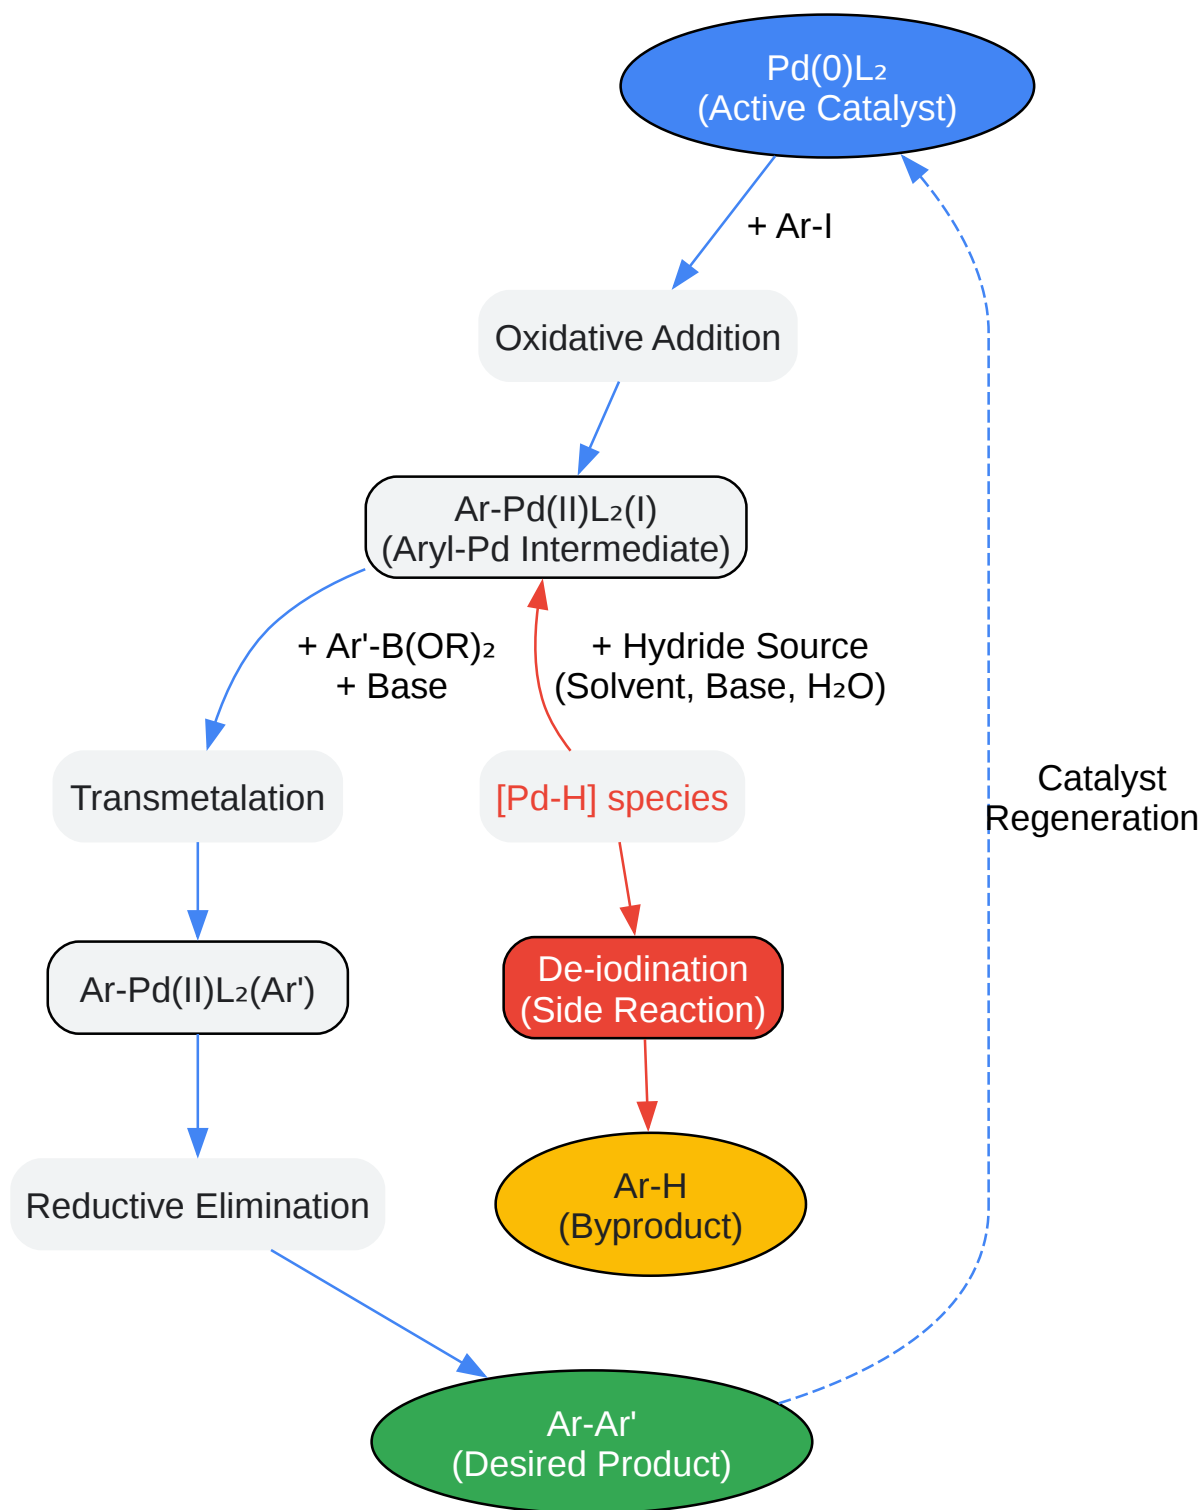 Pd(0)L₂
(Active Catalyst)
+ Ar-I
Oxidative Addition
Ar-Pd(II)L₂(I)
(Aryl-Pd Intermediate)
+ Ar'-B(OR)₂
+ Base
+ Hydride Source
(Solvent, Base, H₂O)
Transmetalation
[Pd-H] species
Catalyst
Regeneration
Ar-Pd(II)L₂(Ar')
De-iodination
(Side Reaction)
Reductive Elimination
Ar-H
(Byproduct)
Ar-Ar'
(Desired Product)